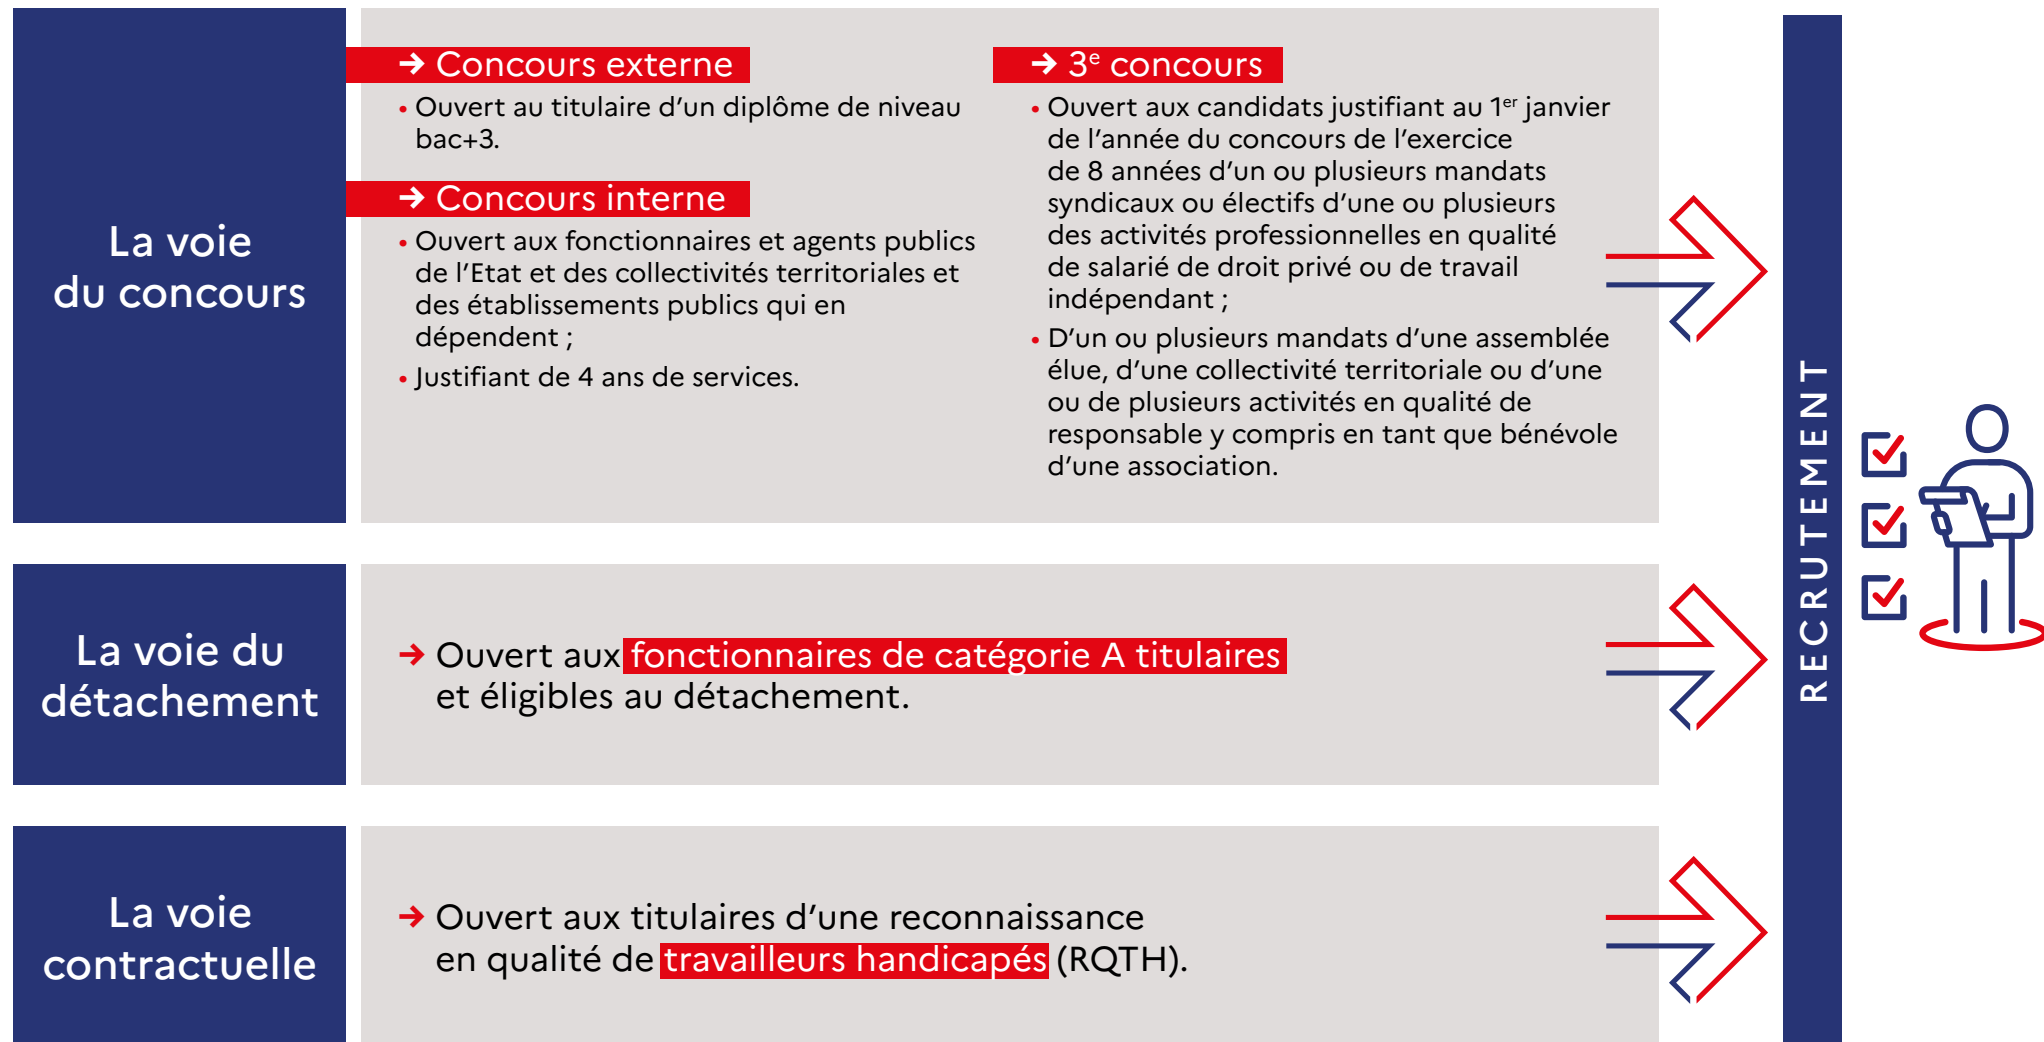 La voie
du concours
→ Concours externe
• Ouvert au titulaire d’un diplôme de niveau
bac+3.
→ Concours interne
• Ouvert aux fonctionnaires et agents publics
de l’Etat et des collectivités territoriales et
des établissements publics qui en
dépendent ;
• Justifiant de 4 ans de services.
→ 3e concours
• Ouvert aux candidats justifiant au 1er janvier
de l’année du concours de l’exercice
de 8 années d’un ou plusieurs mandats
syndicaux ou électifs d’une ou plusieurs
des activités professionnelles en qualité
de salarié de droit privé ou de travail
indépendant ;
• D’un ou plusieurs mandats d’une assemblée
élue, d’une collectivité territoriale ou d’une
ou de plusieurs activités en qualité de
responsable y compris en tant que bénévole
d’une association.
La voie du
détachement
→ Ouvert aux fonctionnaires de catégorie A titulaires
et éligibles au détachement.
La voie
contractuelle
→ Ouvert aux titulaires d’une reconnaissance
en qualité de travailleurs handicapés (RQTH).
RECRUTEMENT